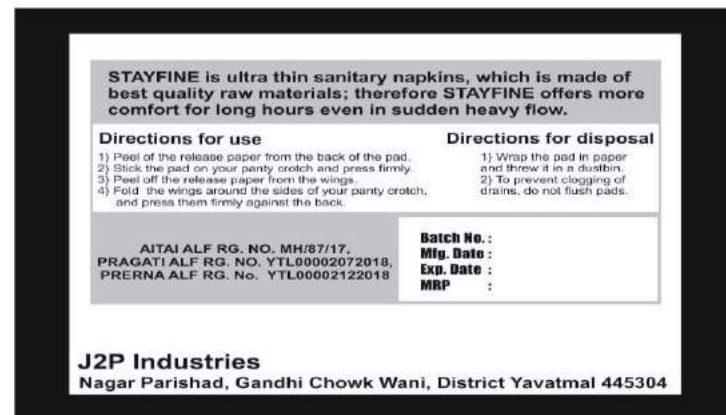 STAYFINE is ultra thin sanitary napkins, which is made of
best quality raw materials; therefore STAYFINE offers more
comfort for long hours even in sudden heavy flow.
Directions for use
1) Peel of the release paper from the back of the pad.
2) Stick the pad on your panty crotch and press firmly.
3) Peel off the release paper from the wings.
4) Fold the wings around the sides of your panty crotch,
and press them firmly against the back.
Directions for disposal
1) Wrap the pad in paper
and threw it in a dustbin.
2) To prevent clogging of
drains, do not flush pads.
AITAI ALF RG. NO. MH/87/17,
PRAGATI ALF RG. NO. YTL00002072018,
PRERNA ALF RG. No. YTL00002122018
Batch No. :
Mfg. Date :
Exp. Date :
MRP :
J2P Industries
Nagar Parishad, Gandhi Chowk Wani, District Yavatmal 445304